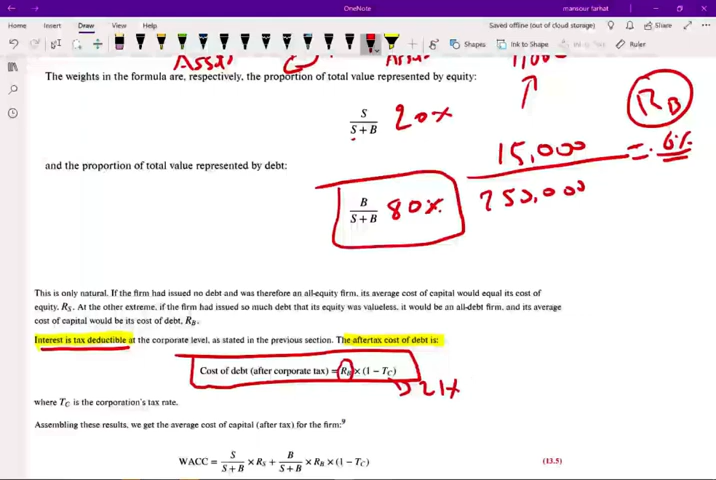 OneNote
mansour farhat
Home Insert Draw View Help
Saved offline (out of cloud storage)
Share
Shapes
Ink to Shape
Ruler
The weights in the formula are, respectively, the proportion of total value represented by equity:
S
S + B
20%
RB
15,000
= .6%
250,000
and the proportion of total value represented by debt:
B
S + B
80%
This is only natural. If the firm had issued no debt and was therefore an all-equity firm, its average cost of capital would equal its cost of
equity, RS. At the other extreme, if the firm had issued so much debt that its equity was valueless, it would be an all-debt firm, and its average
cost of capital would be its cost of debt, RB.
Interest is tax deductible at the corporate level, as stated in the previous section. The aftertax cost of debt is:
Cost of debt (after corporate tax) = RB × (1 − TC)
21%
where TC is the corporation's tax rate.
Assembling these results, we get the average cost of capital (after tax) for the firm:9
WACC = S/(S + B) × RS + B/(S + B) × RB × (1 − TC) (13.5)